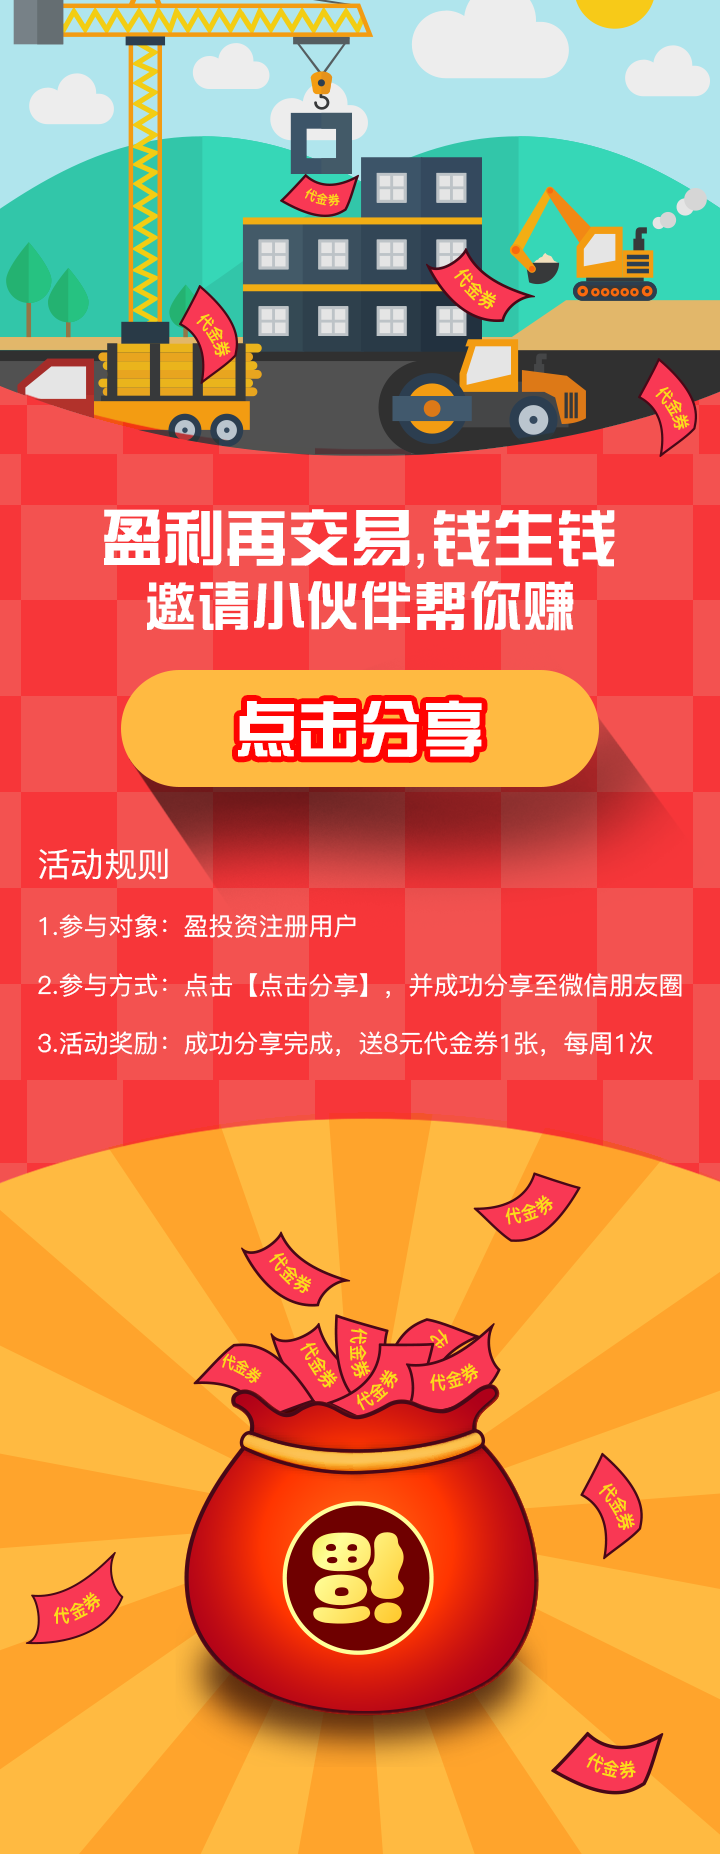 代金券
代金券
代金券
代金券
盈利再交易,钱生钱
邀请小伙伴帮你赚
点击分享
活动规则
1.参与对象：盈投资注册用户
2.参与方式：点击【点击分享】，并成功分享至微信朋友圈
3.活动奖励：成功分享完成，送8元代金券1张，每周1次
代金券
代金券
代金券
代金券
代金券
代
代金券
代金券
代金券
福
代金券
代金券